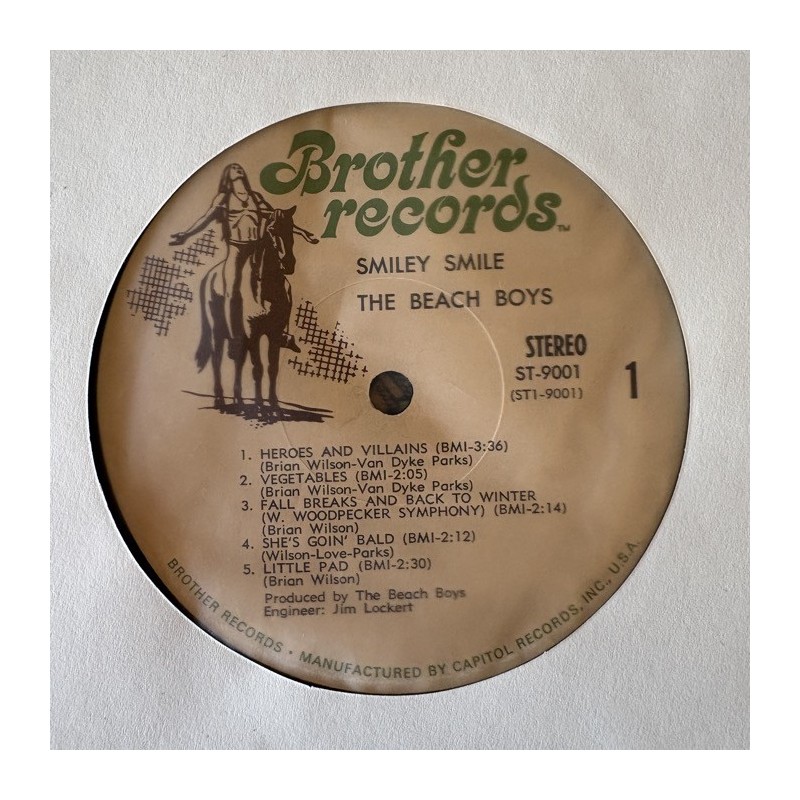 Brother
records™
SMILEY SMILE
THE BEACH BOYS
STEREO
ST-9001
(ST1-9001)
1
1. HEROES AND VILLAINS (BMI-3:36)
(Brian Wilson-Van Dyke Parks)
2. VEGETABLES (BMI-2:05)
(Brian Wilson-Van Dyke Parks)
3. FALL BREAKS AND BACK TO WINTER
(W. WOODPECKER SYMPHONY) (BMI-2:14)
(Brian Wilson)
4. SHE'S GOIN' BALD (BMI-2:12)
(Wilson-Love-Parks)
5. LITTLE PAD (BMI-2:30)
(Brian Wilson)
Produced by The Beach Boys
Engineer: Jim Lockert
BROTHER RECORDS • MANUFACTURED BY CAPITOL RECORDS, INC., U.S.A.